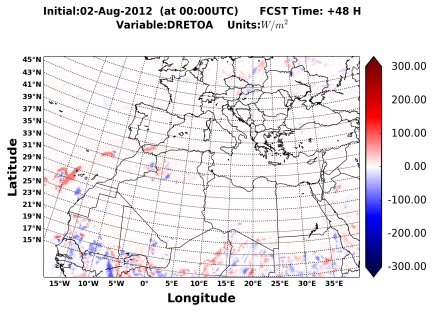 Initial:02-Aug-2012 (at 00:00UTC) FCST Time: +48 H
Variable:DRETOA Units:W/m²
45°N
43°N
41°N
39°N
37°N
35°N
33°N
31°N
29°N
27°N
25°N
23°N
21°N
19°N
17°N
15°N
Latitude
15°W 10°W 5°W 0° 5°E 10°E 15°E 20°E 25°E 30°E 35°E
Longitude
300.00
200.00
100.00
0.00
-100.00
-200.00
-300.00